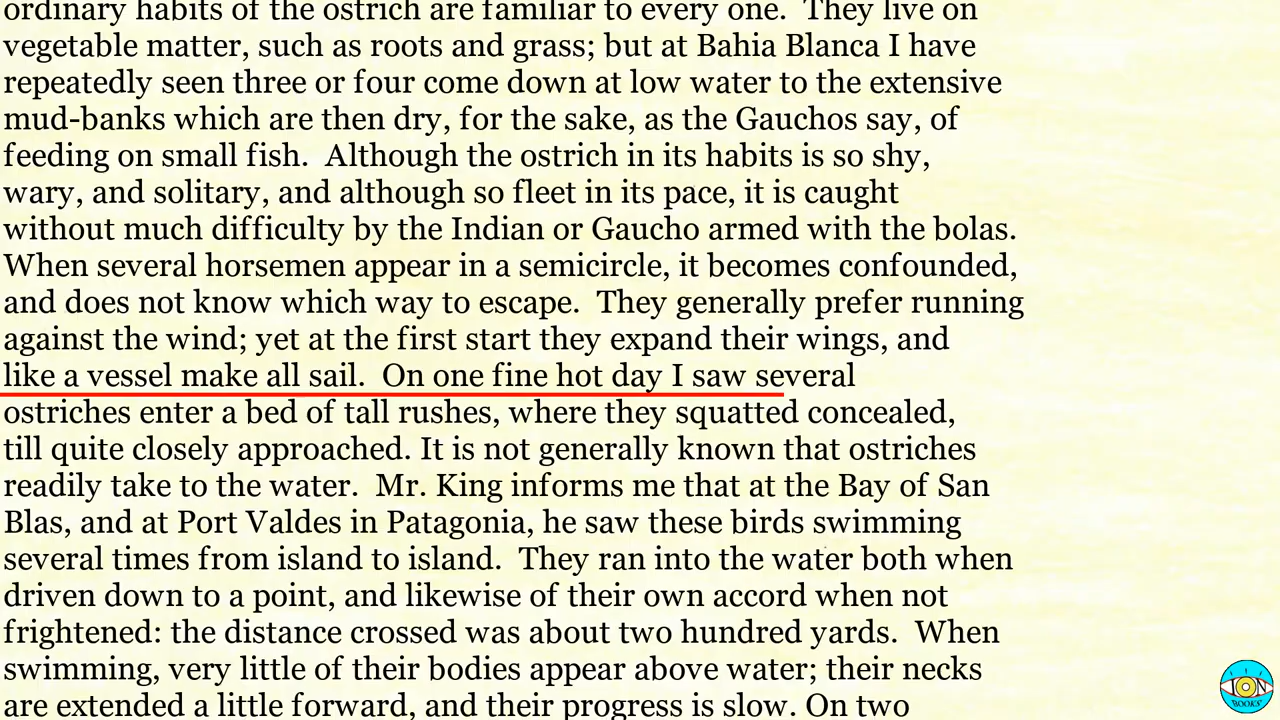 ordinary habits of the ostrich are familiar to every one.  They live on
vegetable matter, such as roots and grass; but at Bahia Blanca I have
repeatedly seen three or four come down at low water to the extensive
mud-banks which are then dry, for the sake, as the Gauchos say, of
feeding on small fish.  Although the ostrich in its habits is so shy,
wary, and solitary, and although so fleet in its pace, it is caught
without much difficulty by the Indian or Gaucho armed with the bolas.
When several horsemen appear in a semicircle, it becomes confounded,
and does not know which way to escape.  They generally prefer running
against the wind; yet at the first start they expand their wings, and
like a vessel make all sail.  On one fine hot day I saw several
ostriches enter a bed of tall rushes, where they squatted concealed,
till quite closely approached. It is not generally known that ostriches
readily take to the water.  Mr. King informs me that at the Bay of San
Blas, and at Port Valdes in Patagonia, he saw these birds swimming
several times from island to island.  They ran into the water both when
driven down to a point, and likewise of their own accord when not
frightened: the distance crossed was about two hundred yards.  When
swimming, very little of their bodies appear above water; their necks
are extended a little forward, and their progress is slow. On two
ION
BOOKS